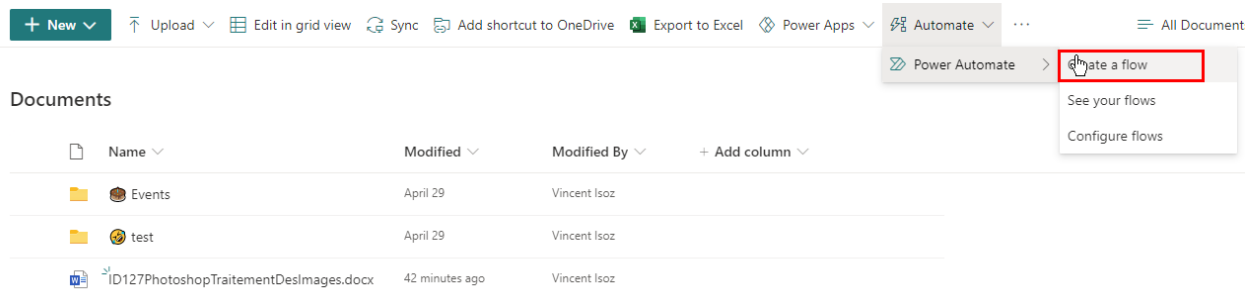 + New Upload Edit in grid view Sync Add shortcut to OneDrive Export to Excel Power Apps Automate ... All Document
Power Automate a flow
See your flows
Configure flows
Documents
Name Modified Modified By + Add column
Events April 29 Vincent Isoz
test April 29 Vincent Isoz
ID127PhotoshopTraitementDesImages.docx 42 minutes ago Vincent Isoz